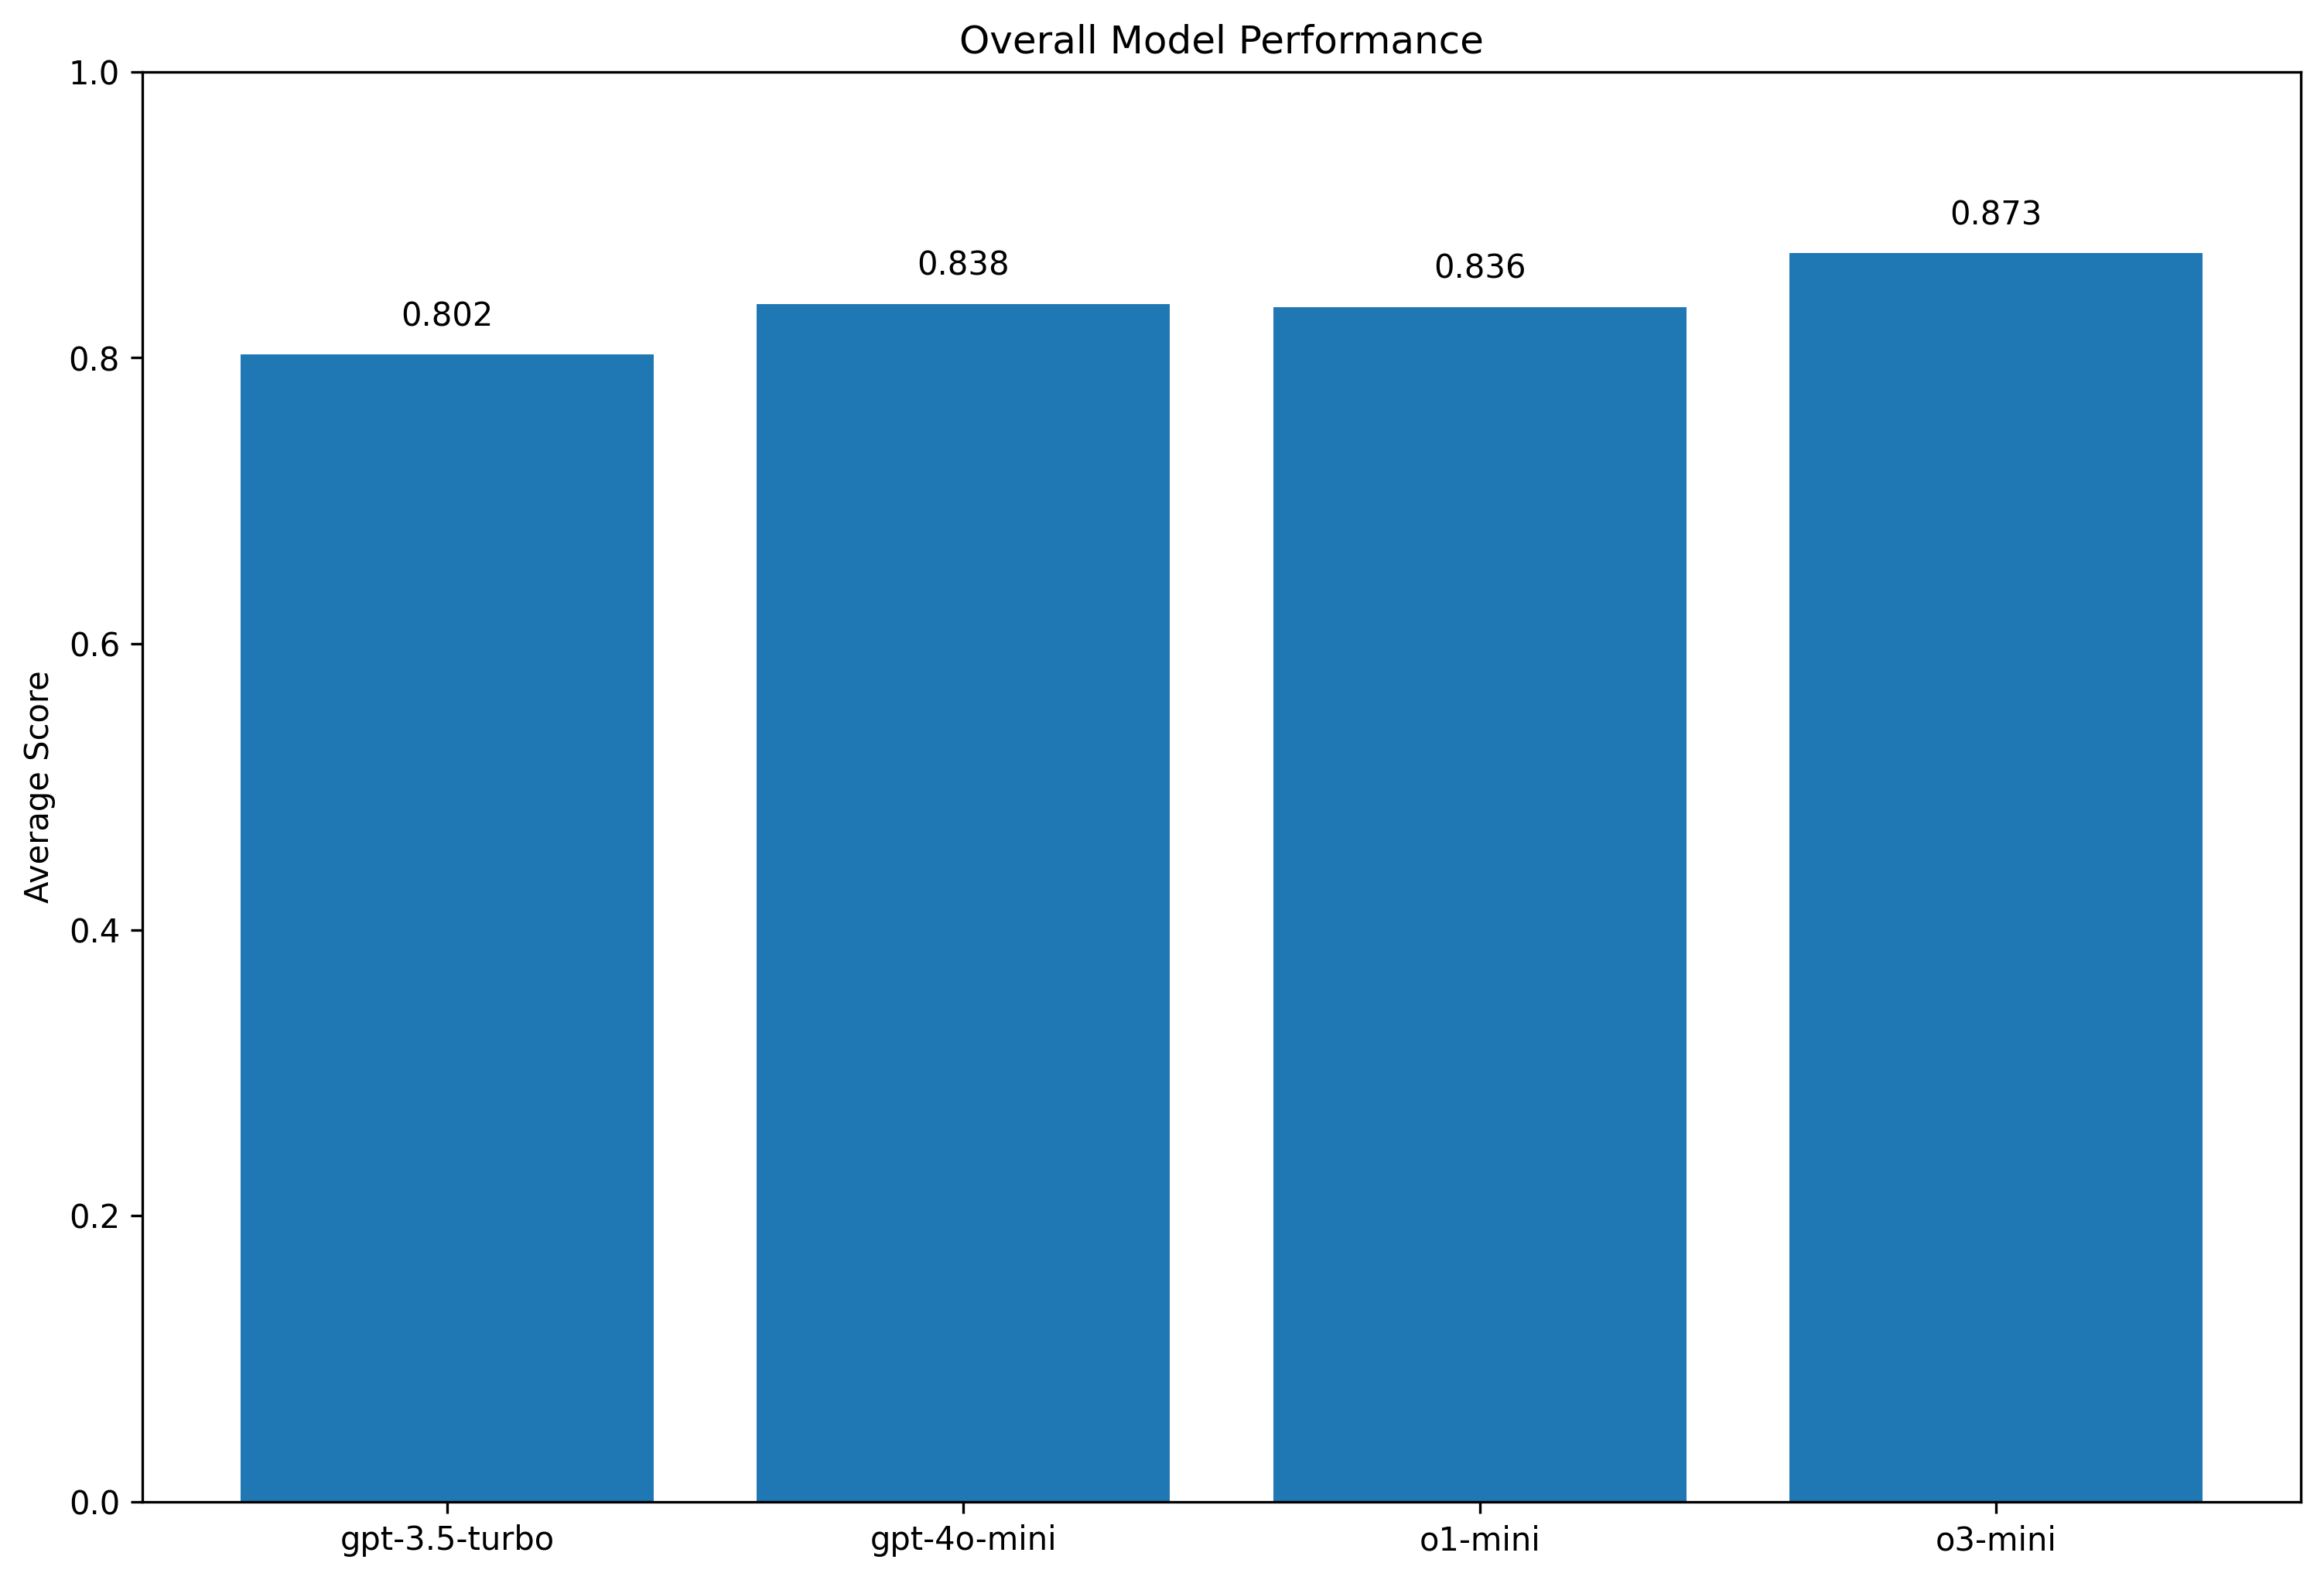 Overall Model Performance
1.0
0.8
0.6
0.4
0.2
0.0
Average Score
0.802
0.838
0.836
0.873
gpt-3.5-turbo
gpt-4o-mini
o1-mini
o3-mini